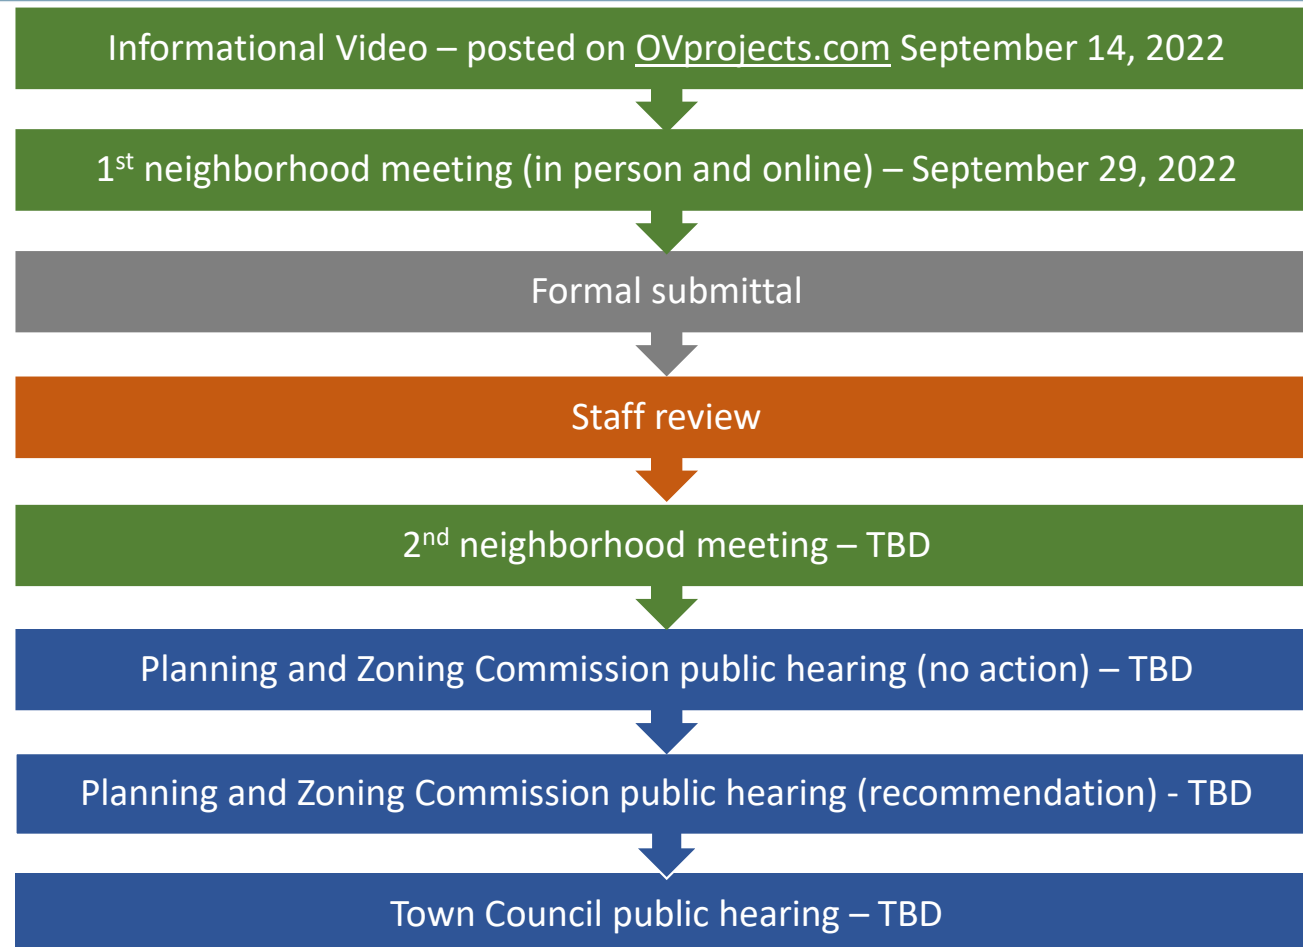 Informational Video – posted on OVprojects.com September 14, 2022
1st neighborhood meeting (in person and online) – September 29, 2022
Formal submittal
Staff review
2nd neighborhood meeting – TBD
Planning and Zoning Commission public hearing (no action) – TBD
Planning and Zoning Commission public hearing (recommendation) - TBD
Town Council public hearing – TBD